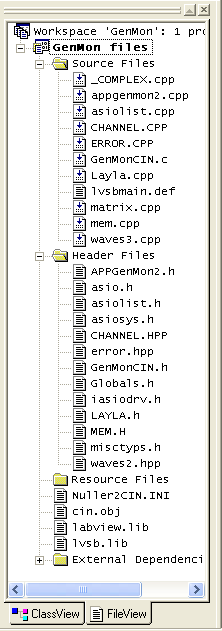 Workspace 'GenMon': 1 pro
GenMon files
Source Files
_COMPLEX.cpp
appgenmon2.cpp
asiolist.cpp
CHANNEL.CPP
ERROR.CPP
GenMonCIN.c
Layla.cpp
lvsbmain.def
matrix.cpp
mem.cpp
waves3.cpp
Header Files
APPGenMon2.h
asio.h
asiolist.h
asiosys.h
CHANNEL.HPP
error.hpp
GenMonCIN.h
Globals.h
iasiodrv.h
LAYLA.h
MEM.H
misctyps.h
waves2.hpp
Resource Files
Nuller2CIN.INI
cin.obj
labview.lib
lvsb.lib
External Dependenci
ClassView
FileView